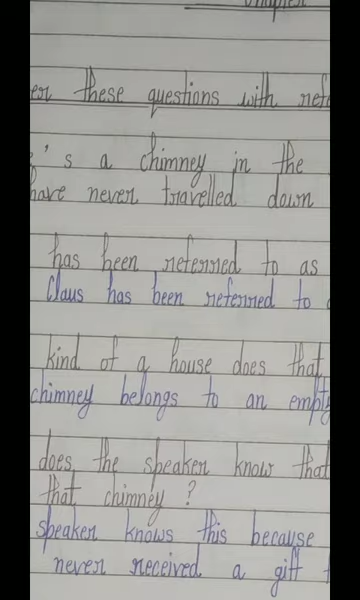 Chapter
er these questions with refe
's a chimney in the
have never travelled down
has been referred to as
Claus has been referred to
kind of a house does that
chimney belongs to an empty
does the speaker know that
that chimney ?
speaker knows this because
never received a gift